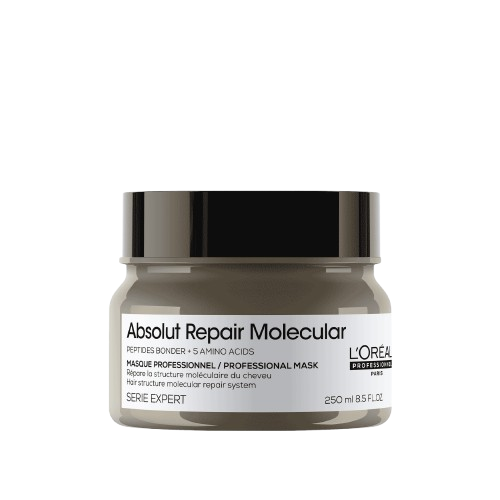 Absolut Repair Molecular
PEPTIDES BONDER + 5 AMINO ACIDS
MASQUE PROFESSIONNEL / PROFESSIONAL MASK
Répare la structure moléculaire du cheveu
Hair structure molecular repair system
SERIE EXPERT
L'ORÉAL
PROFESSIONNEL
PARIS
250 ml 8.5 FL.OZ